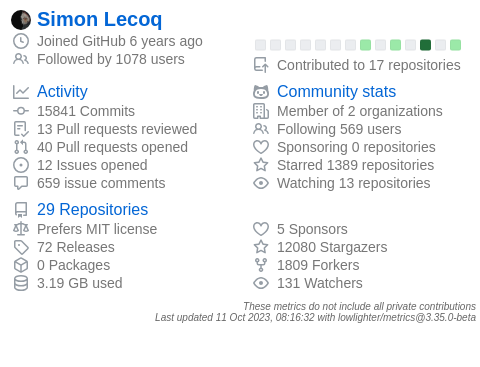 Simon Lecoq
Joined GitHub 6 years ago
Followed by 1078 users
Contributed to 17 repositories
Activity
15841 Commits
13 Pull requests reviewed
40 Pull requests opened
12 Issues opened
659 issue comments
Community stats
Member of 2 organizations
Following 569 users
Sponsoring 0 repositories
Starred 1389 repositories
Watching 13 repositories
29 Repositories
Prefers MIT license
72 Releases
0 Packages
3.19 GB used
5 Sponsors
12080 Stargazers
1809 Forkers
131 Watchers
These metrics do not include all private contributions
Last updated 11 Oct 2023, 08:16:32 with lowlighter/metrics@3.35.0-beta